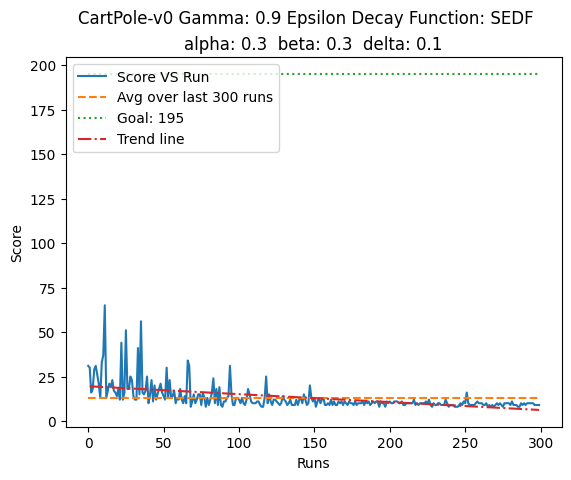 CartPole-v0 Gamma: 0.9 Epsilon Decay Function: SEDF
alpha: 0.3  beta: 0.3  delta: 0.1
Score VS Run
Avg over last 300 runs
Goal: 195
Trend line
200
175
150
125
100
75
50
25
0
Score
0 50 100 150 200 250 300
Runs